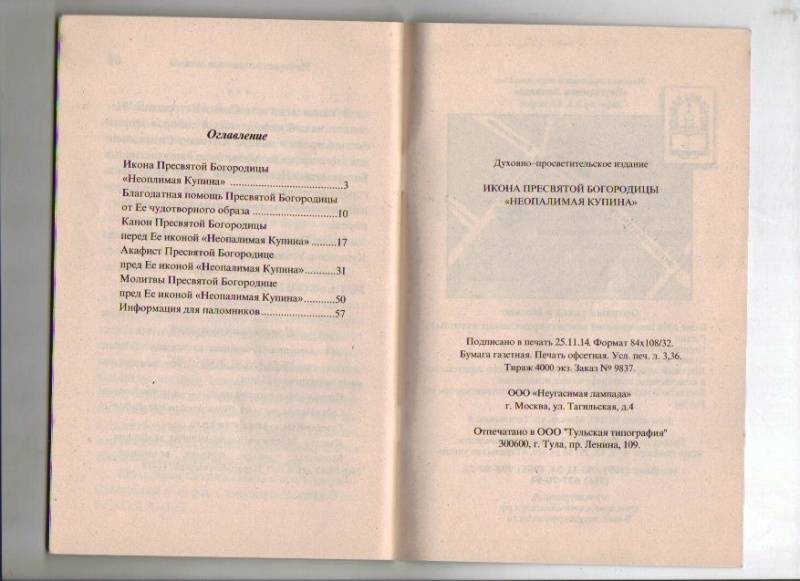 Оглавление
Икона Пресвятой Богородицы
«Неоплимая Купина» ........................3
Благодатная помощь Пресвятой Богородицы
от Ее чудотворного образа ..................10
Канон Пресвятой Богородицы
перед Ее иконой «Неопалимая Купина» .......17
Акафист Пресвятой Богородице
пред Ее иконой «Неопалимая Купина» ........31
Молитвы Пресвятой Богородице
пред Ее иконой «Неопалимая Купина» ........50
Информация для паломников ..................57
Духовно-просветительское издание
ИКОНА ПРЕСВЯТОЙ БОГОРОДИЦЫ
«НЕОПАЛИМАЯ КУПИНА»
Подписано в печать 25.11.14. Формат 84х108/32.
Бумага газетная. Печать офсетная. Усл. печ. л. 3,36.
Тираж 4000 экз. Заказ № 9837.
ООО «Неугасимая лампада»
г. Москва, ул. Тагильская, д.4
Отпечатано в ООО "Тульская типография"
300600, г. Тула, пр. Ленина, 109.